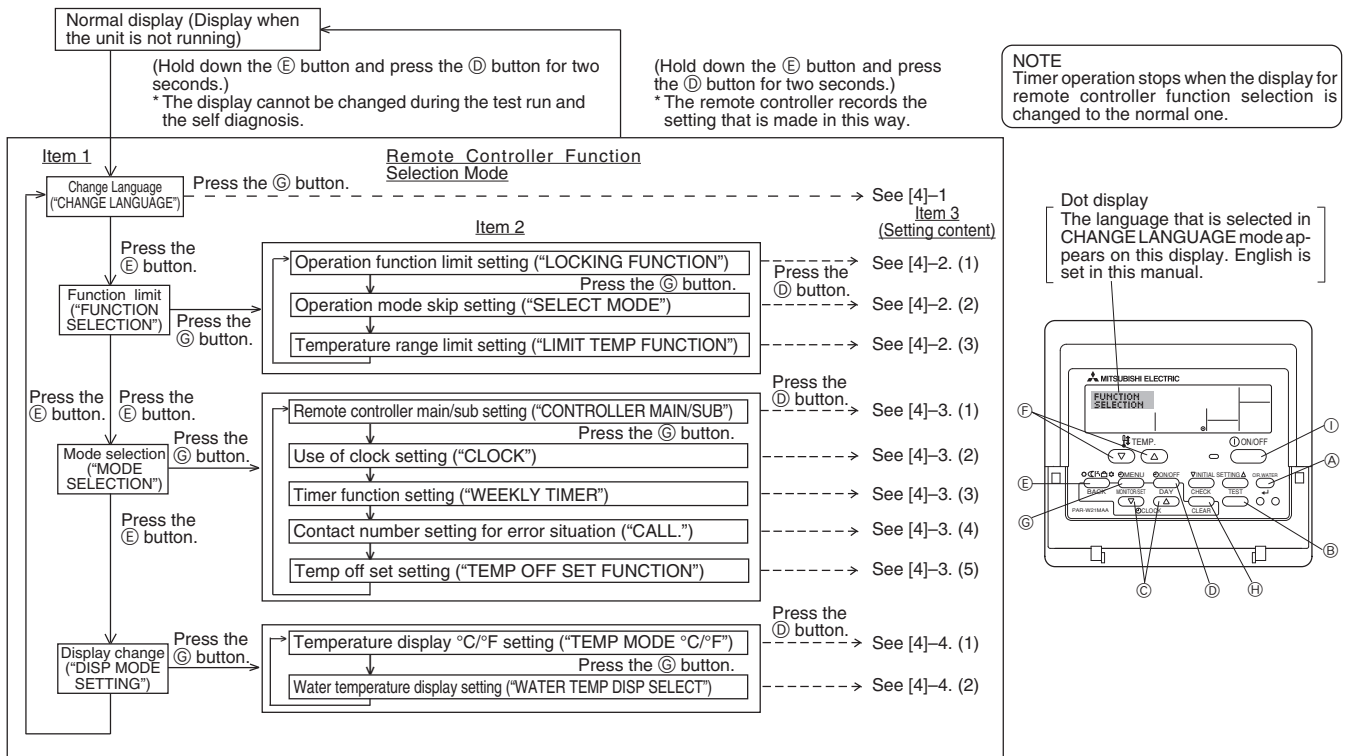 Normal display (Display when
the unit is not running)
(Hold down the Ⓔ button and press the Ⓓ button for two
seconds.)
* The display cannot be changed during the test run and
the self diagnosis.
(Hold down the Ⓔ button and press
the Ⓓ button for two seconds.)
* The remote controller records the
setting that is made in this way.
NOTE
Timer operation stops when the display for
remote controller function selection is
changed to the normal one.
Item 1
Remote Controller Function
Selection Mode
Change Language
("CHANGE LANGUAGE")
Press the Ⓖ button.
See [4]–1
Item 3
(Setting content)
Item 2
Press the
Ⓔ button.
Function limit
("FUNCTION
SELECTION")
Press the
Ⓖ button.
Operation function limit setting ("LOCKING FUNCTION")
Press the Ⓖ button.
Operation mode skip setting ("SELECT MODE")
Temperature range limit setting ("LIMIT TEMP FUNCTION")
Press the
Ⓓ button.
See [4]–2. (1)
See [4]–2. (2)
See [4]–2. (3)
Press the
Ⓔ button.
Press the
Ⓔ button.
Mode selection
("MODE
SELECTION")
Press the
Ⓖ button.
Remote controller main/sub setting ("CONTROLLER MAIN/SUB")
Press the Ⓖ button.
Use of clock setting ("CLOCK")
Timer function setting ("WEEKLY TIMER")
Contact number setting for error situation ("CALL.")
Temp off set setting ("TEMP OFF SET FUNCTION")
Press the
Ⓓ button.
See [4]–3. (1)
See [4]–3. (2)
See [4]–3. (3)
See [4]–3. (4)
See [4]–3. (5)
Press the
Ⓔ button.
Display change
("DISP MODE
SETTING")
Press the
Ⓖ button.
Temperature display °C/°F setting ("TEMP MODE °C/°F")
Press the Ⓖ button.
Water temperature display setting ("WATER TEMP DISP SELECT")
Press the
Ⓓ button.
See [4]–4. (1)
See [4]–4. (2)
Dot display
The language that is selected in
CHANGE LANGUAGE mode ap-
pears on this display. English is
set in this manual.
MITSUBISHI ELECTRIC
FUNCTION
SELECTION
Ⓕ
TEMP.
ON/OFF
Ⓘ
MENU
ON/OFF
INITIAL SETTING
CIR.WATER
Ⓐ
Ⓔ
BACK
MONITOR/SET
DAY
CHECK
TEST
Ⓖ
PAR-W21MAA
CLOCK
CLEAR
Ⓑ
Ⓒ
Ⓓ
Ⓗ